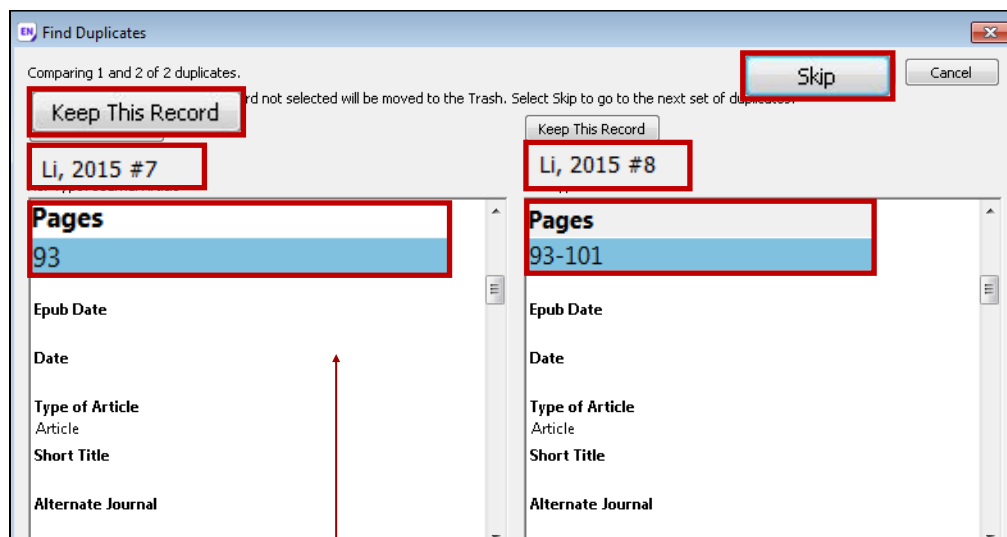 EN Find Duplicates
Comparing 1 and 2 of 2 duplicates.
Skip
Cancel
Keep This Record
not selected will be moved to the Trash. Select Skip to go to the next set of duplicates.
Keep This Record
Li, 2015 #7
Li, 2015 #8
Pages
93
Epub Date
Date
Type of Article
Article
Short Title
Alternate Journal
Pages
93-101
Epub Date
Date
Type of Article
Article
Short Title
Alternate Journal